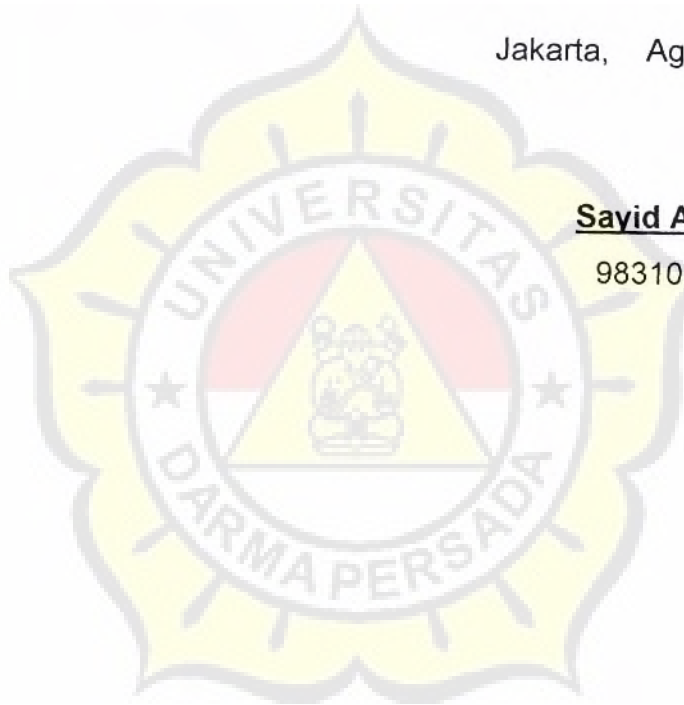 Jakarta, Ag
Sayid A
98310
UNIVERSITAS
DARMA PERSADA